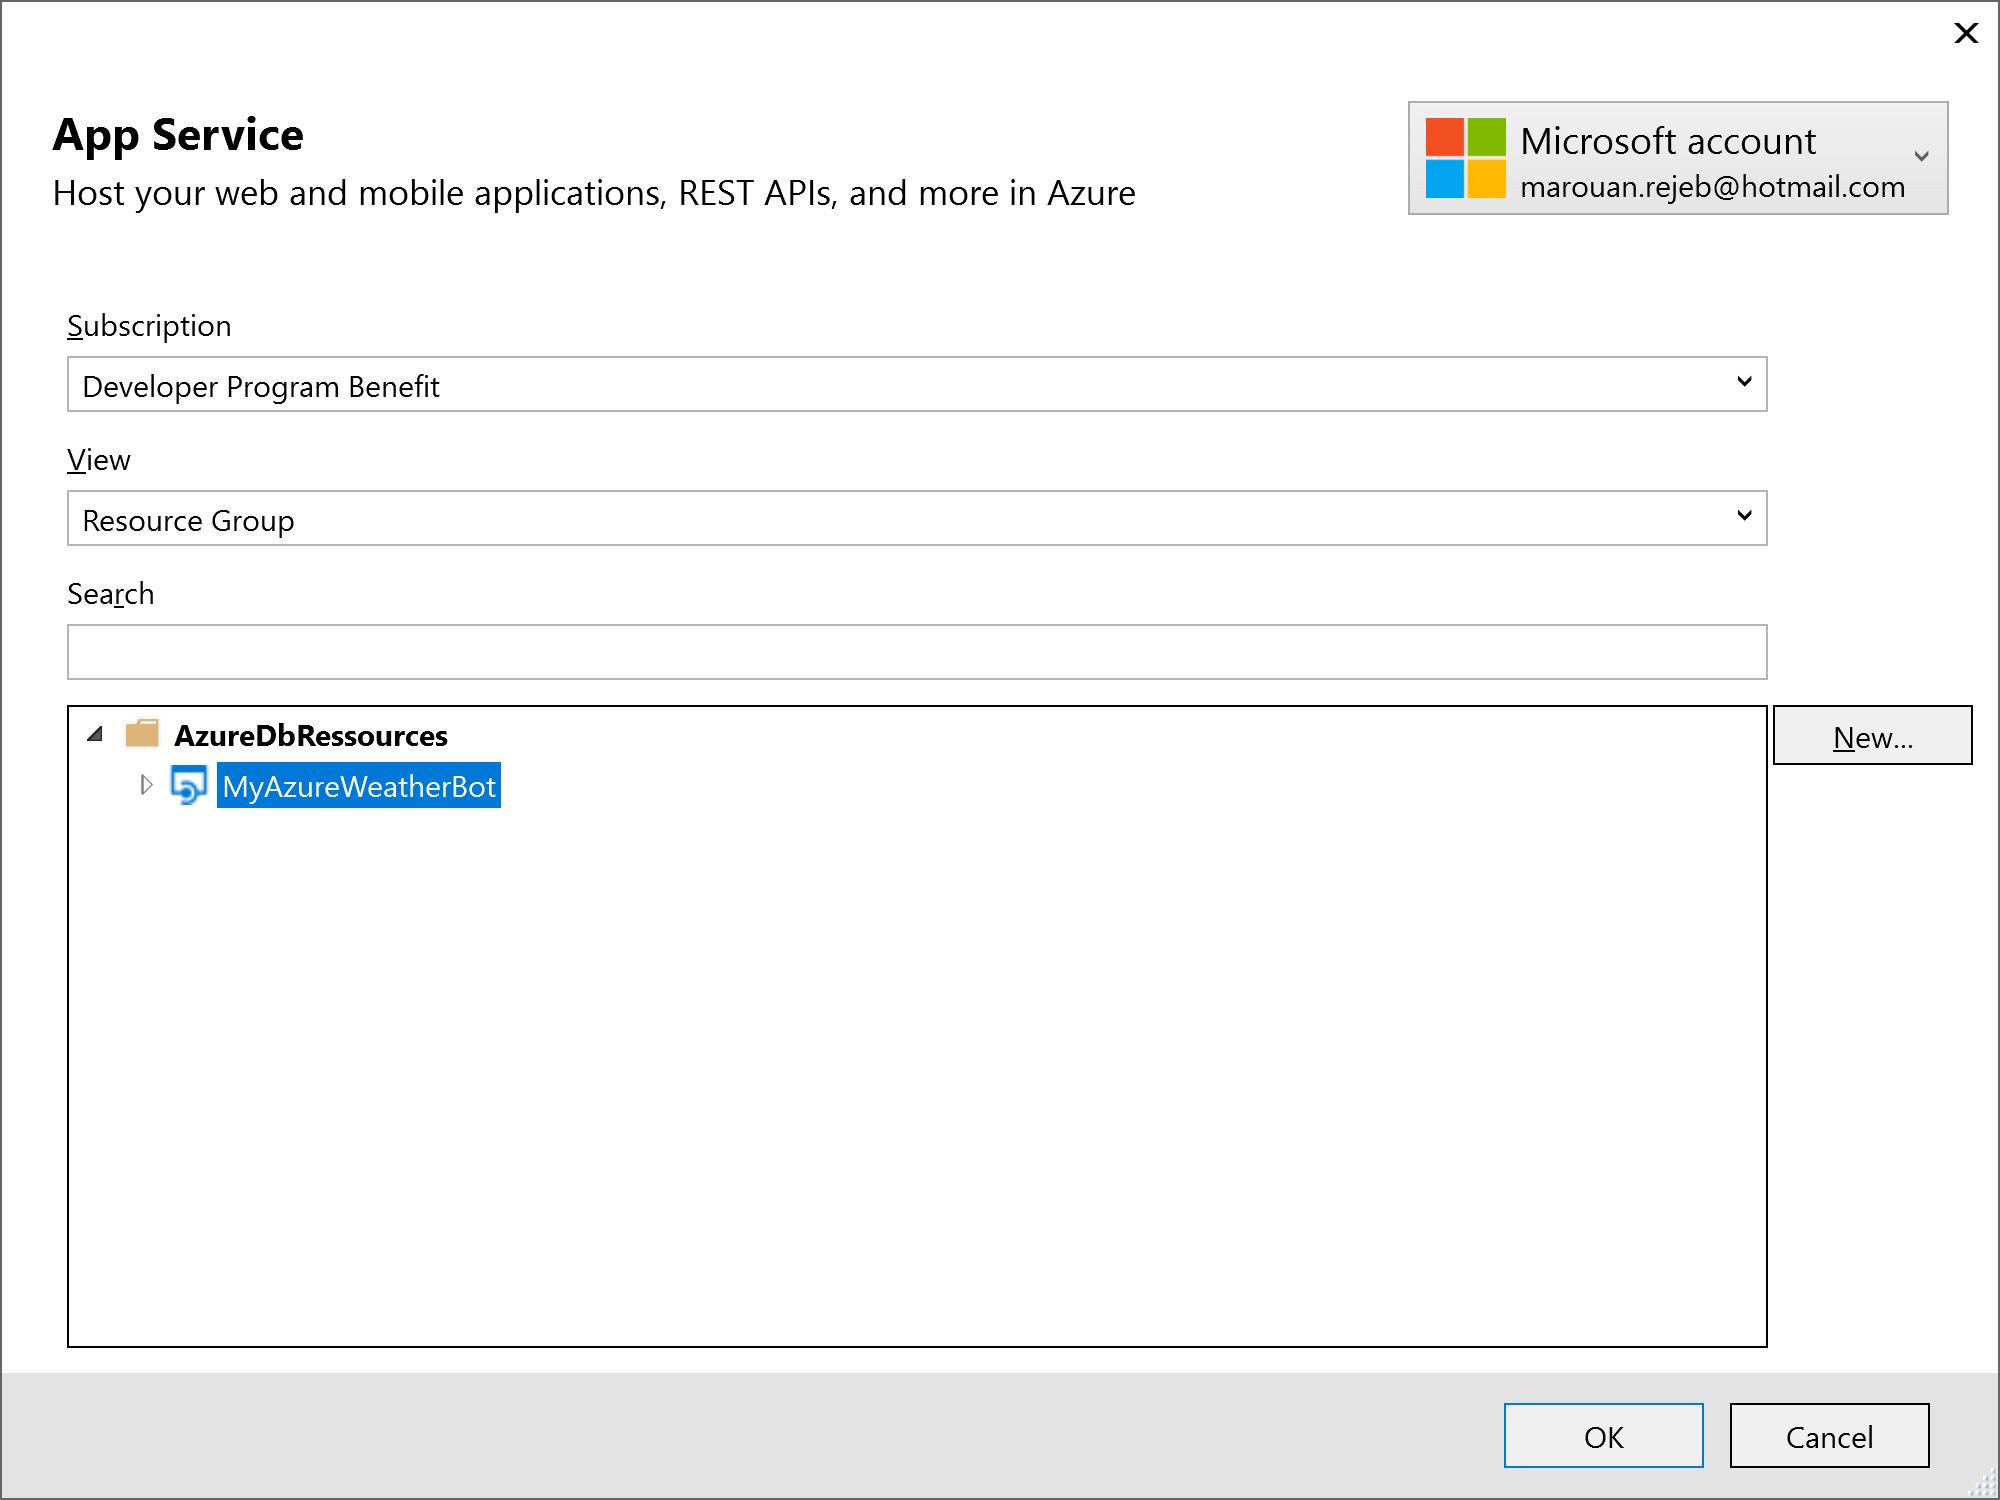 App Service
Host your web and mobile applications, REST APIs, and more in Azure
Microsoft account
marouan.rejeb@hotmail.com
Subscription
Developer Program Benefit
View
Resource Group
Search
AzureDbRessources
MyAzureWeatherBot
New...
OK
Cancel